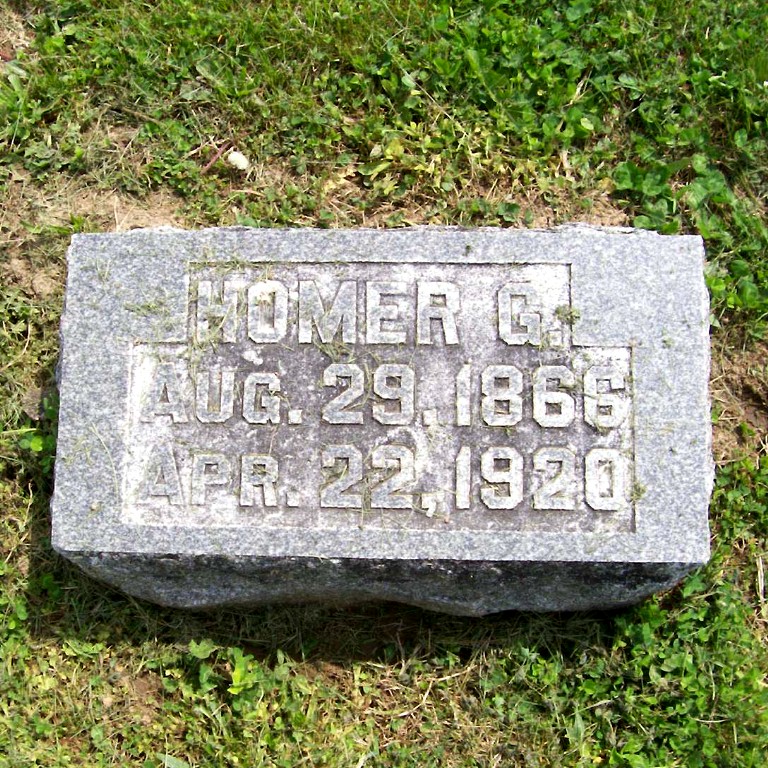 HOMER G.
AUG. 29. 1866
APR. 22, 1920